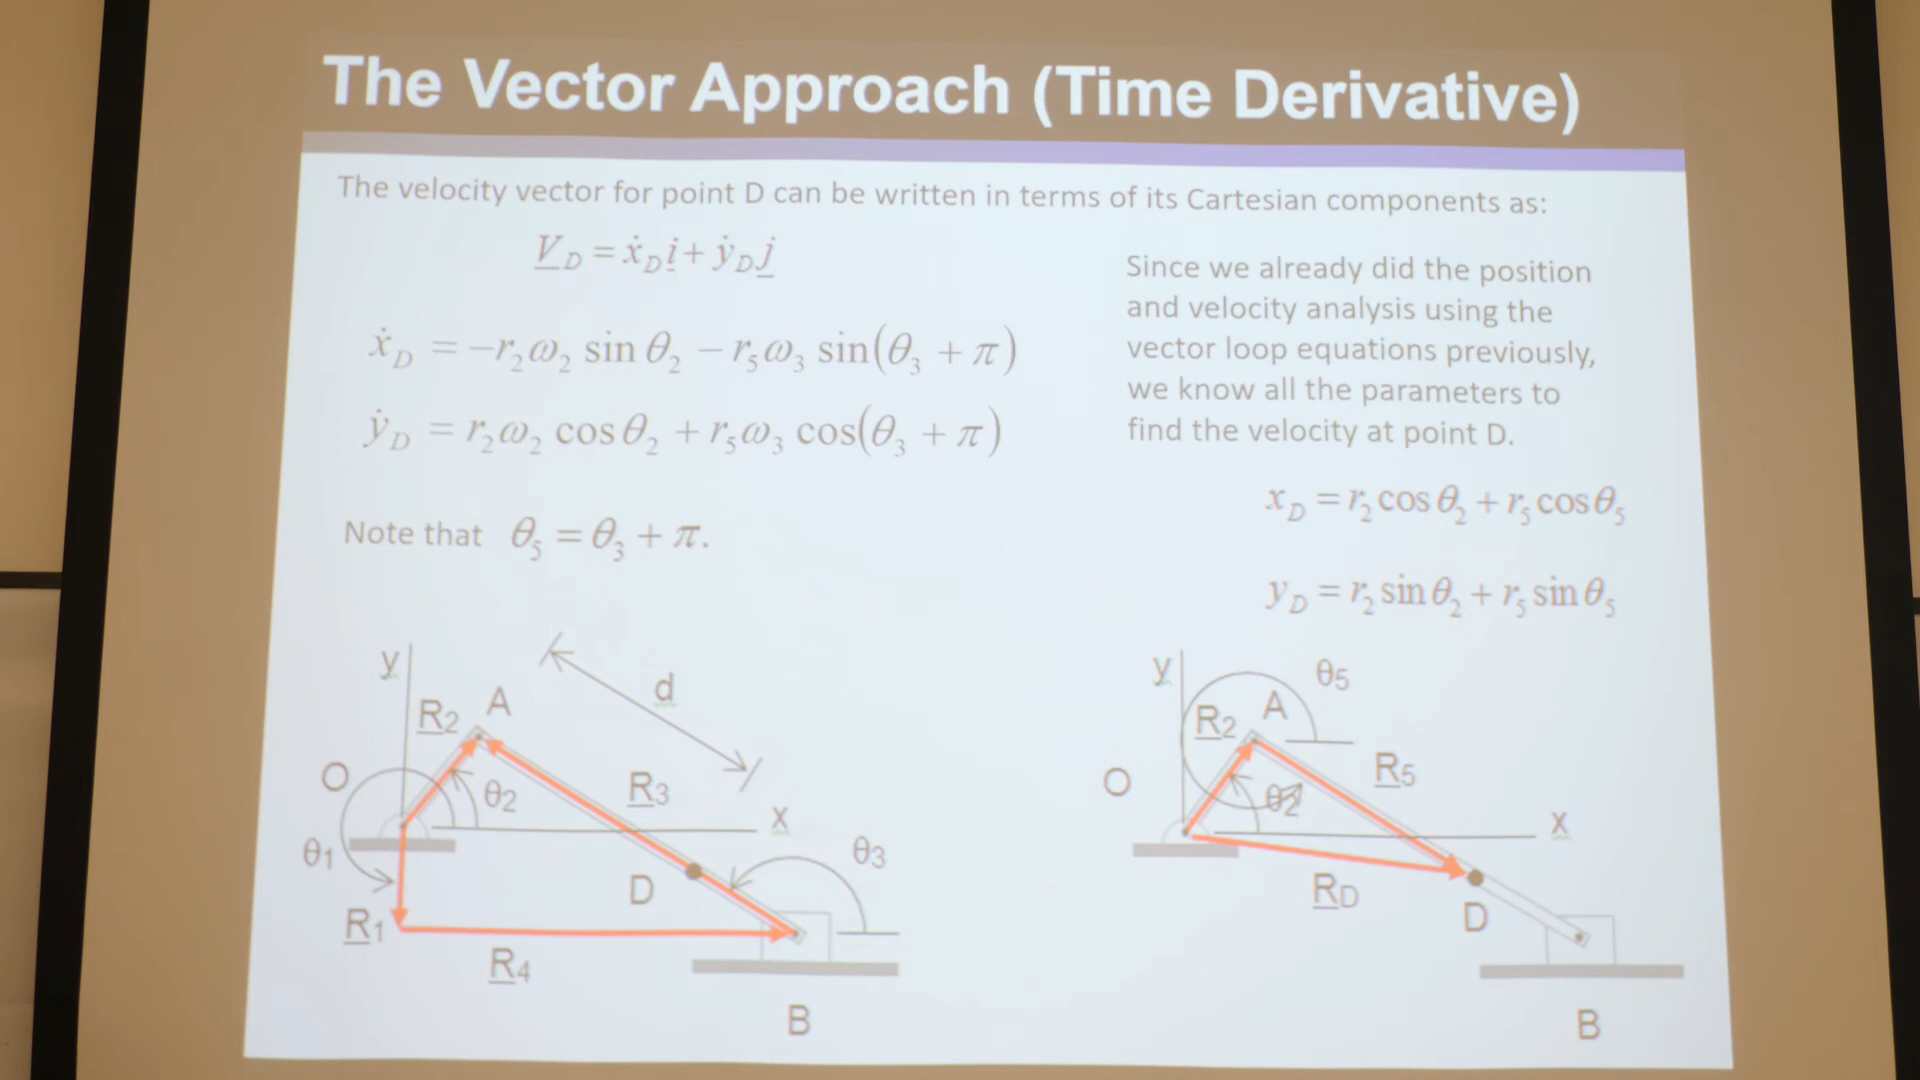 The Vector Approach (Time Derivative)
The velocity vector for point D can be written in terms of its Cartesian components as:
V_D = ẋ_D i + ẏ_D j
ẋ_D = −r₂ω₂ sin θ₂ − r₅ω₃ sin(θ₃ + π)
ẏ_D = r₂ω₂ cos θ₂ + r₅ω₃ cos(θ₃ + π)
Note that θ₅ = θ₃ + π.
Since we already did the position
and velocity analysis using the
vector loop equations previously,
we know all the parameters to
find the velocity at point D.
x_D = r₂ cos θ₂ + r₅ cos θ₅
y_D = r₂ sin θ₂ + r₅ sin θ₅
y
R2
A
d
O
θ2
R3
x
θ1
D
θ3
R1
R4
B
y
θ5
R2
A
O
θ2
R5
x
RD
D
B